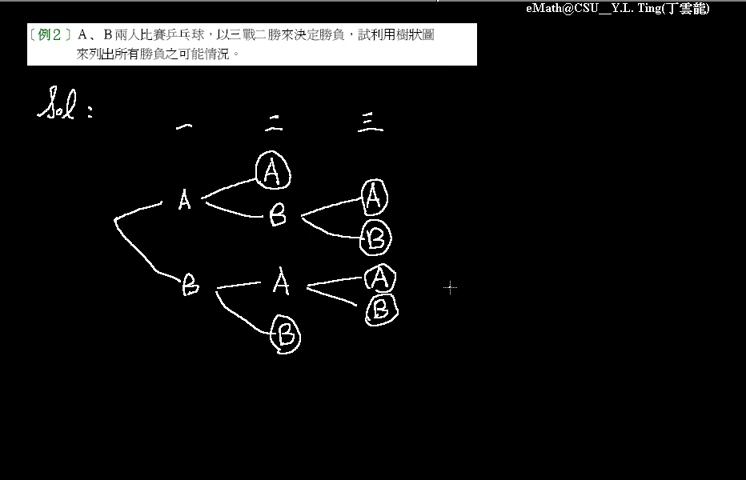 eMath@CSU__Y.L. Ting(丁雲龍)
〔例2〕A、B兩人比賽乒乓球，以三戰二勝來決定勝負，試利用樹狀圖
來列出所有勝負之可能情況。
Sol：
一 二 三
A
A A
B
B
B A A
B
B